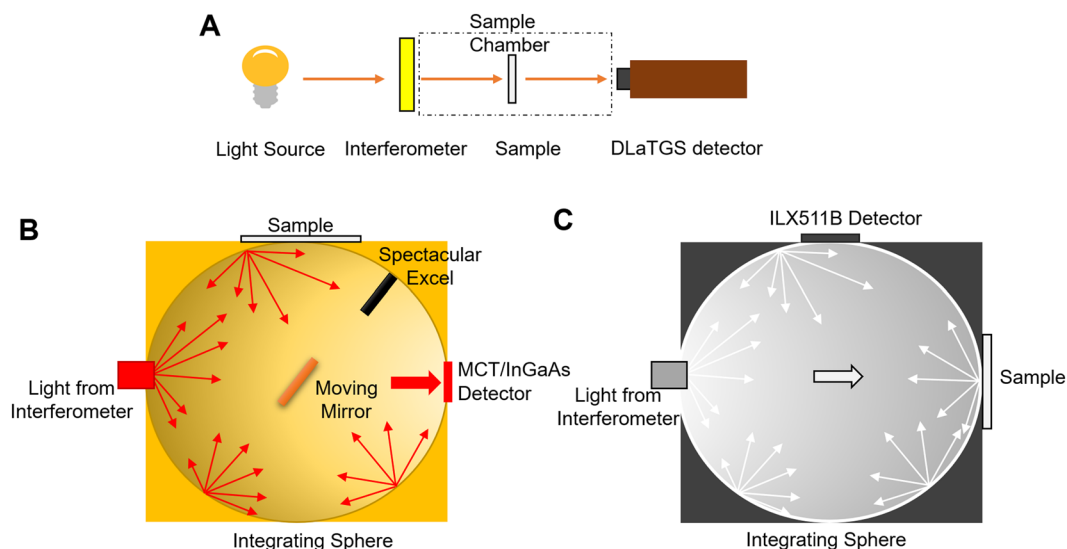 A
Sample
Chamber
Light Source
Interferometer
Sample
DLaTGS detector
B
Sample
Spectacular
Excel
MCT/InGaAs
Detector
Moving
Mirror
Light from
Interferometer
Integrating Sphere
C
ILX511B Detector
Sample
Light from
Interferometer
Integrating Sphere